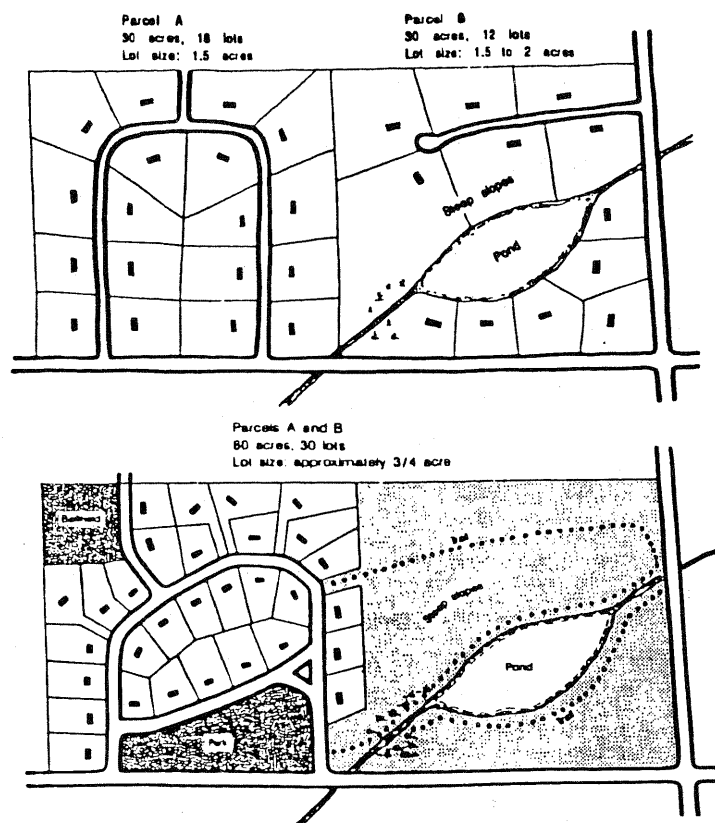 Parcel A
30 acres, 18 lots
Lot size: 1.5 acres
Parcel B
30 acres, 12 lots
Lot size: 1.5 to 2 acres
Steep slopes
Pond
Parcels A and B
60 acres, 30 lots
Lot size: approximately 3/4 acre
Trail
Steep slopes
Pond
Park